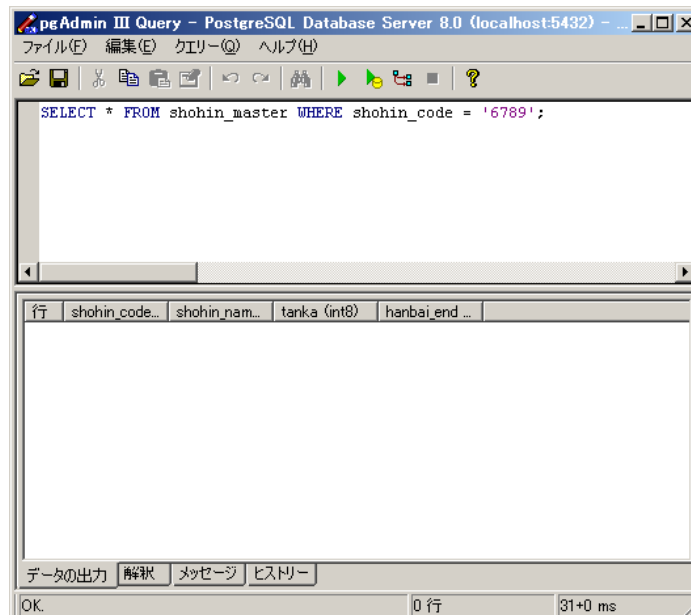 pgAdmin III Query - PostgreSQL Database Server 8.0 (localhost:5432) - ...
ファイル(F) 編集(E) クエリー(Q) ヘルプ(H)
SELECT * FROM shohin_master WHERE shohin_code = '6789';
行 shohin_code... shohin_nam... tanka (int8) hanbai_end ...
データの出力 解釈 メッセージ ヒストリー
OK. 0 行 31+0 ms